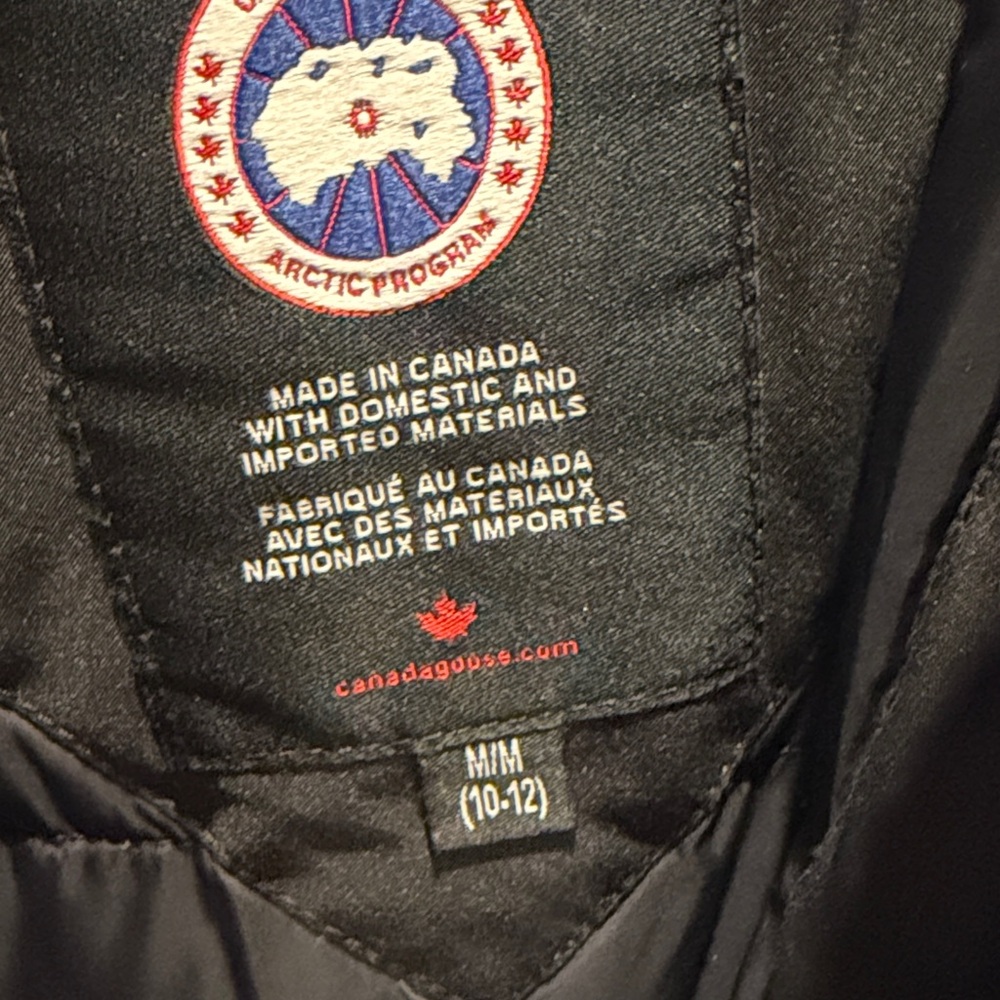 ARCTIC PROGRAM
MADE IN CANADA
WITH DOMESTIC AND
IMPORTED MATERIALS
FABRIQUÉ AU CANADA
AVEC DES MATERIAUX
NATIONAUX ET IMPORTÉS
canadagoose.com
M/M
(10-12)